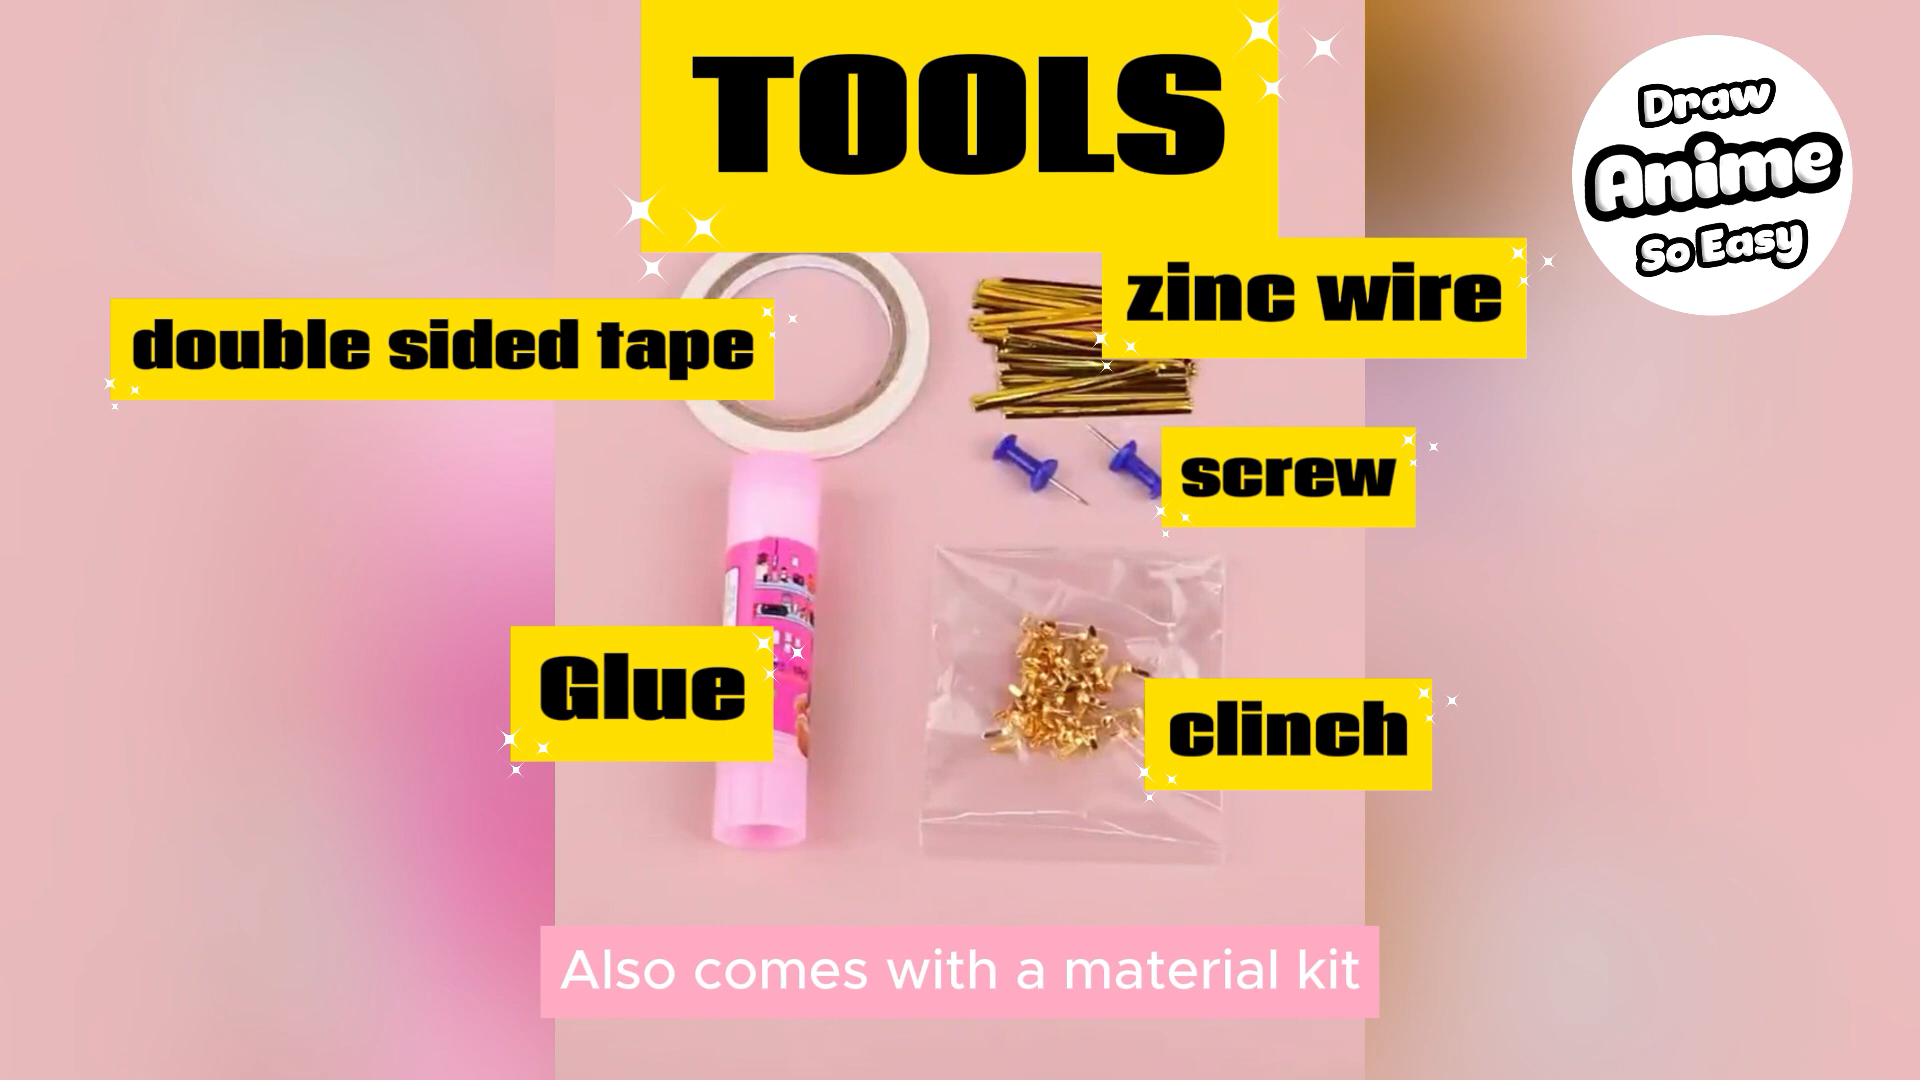 TOOLS
Draw
Anime
So Easy
double sided tape
zinc wire
screw
Glue
clinch
Also comes with a material kit